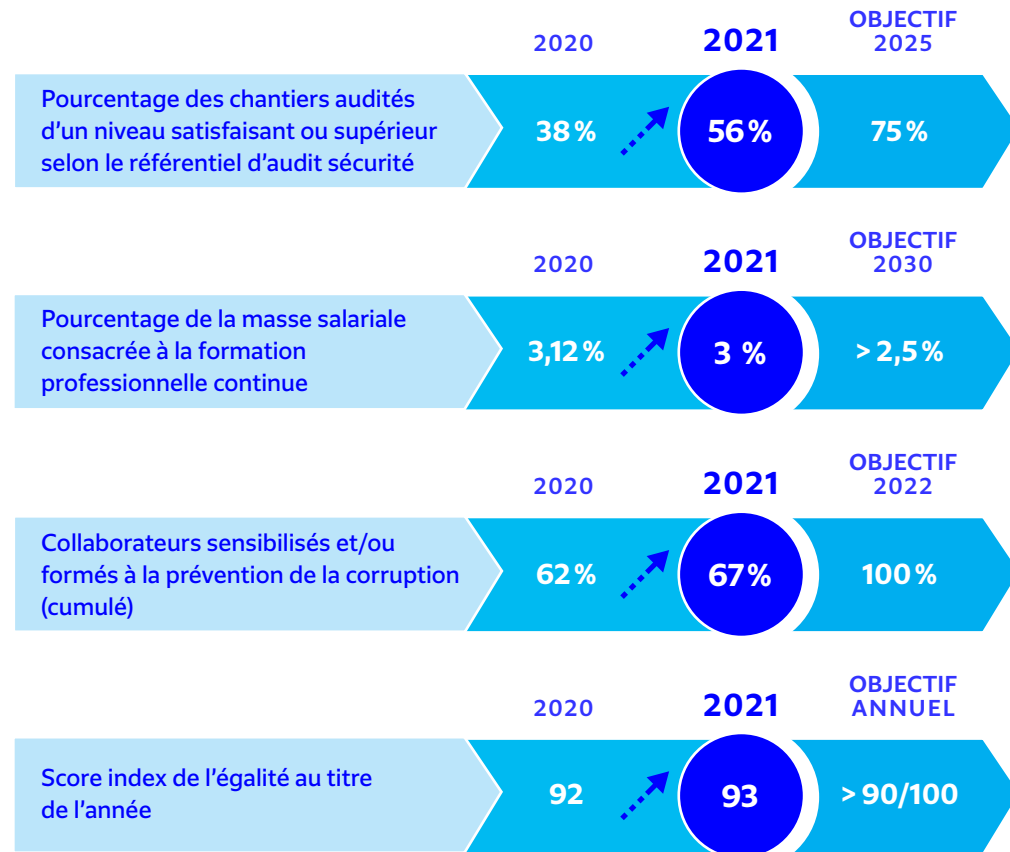 2020
2021
OBJECTIF
2025
Pourcentage des chantiers audités
d'un niveau satisfaisant ou supérieur
selon le référentiel d'audit sécurité
38 %
56 %
75 %
2020
2021
OBJECTIF
2030
Pourcentage de la masse salariale
consacrée à la formation
professionnelle continue
3,12 %
3 %
> 2,5 %
2020
2021
OBJECTIF
2022
Collaborateurs sensibilisés et/ou
formés à la prévention de la corruption
(cumulé)
62 %
67 %
100 %
2020
2021
OBJECTIF
ANNUEL
Score index de l'égalité au titre
de l'année
92
93
> 90/100